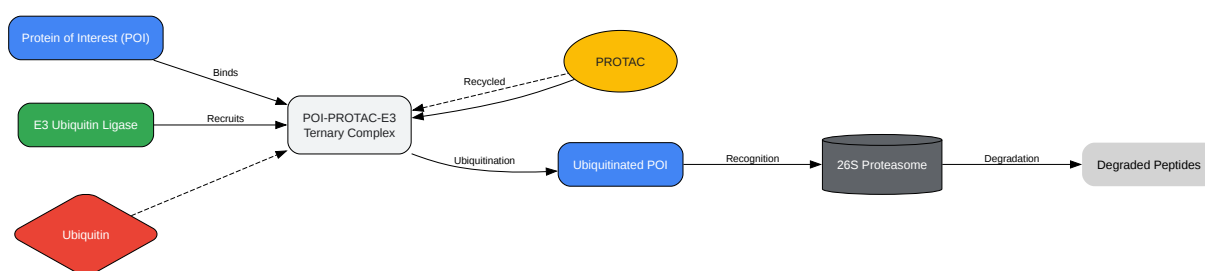 Protein of Interest (POI)
Binds
E3 Ubiquitin Ligase
Recruits
Ubiquitin
POI-PROTAC-E3
Ternary Complex
Recycled
PROTAC
Ubiquitination
Ubiquitinated POI
Recognition
26S Proteasome
Degradation
Degraded Peptides